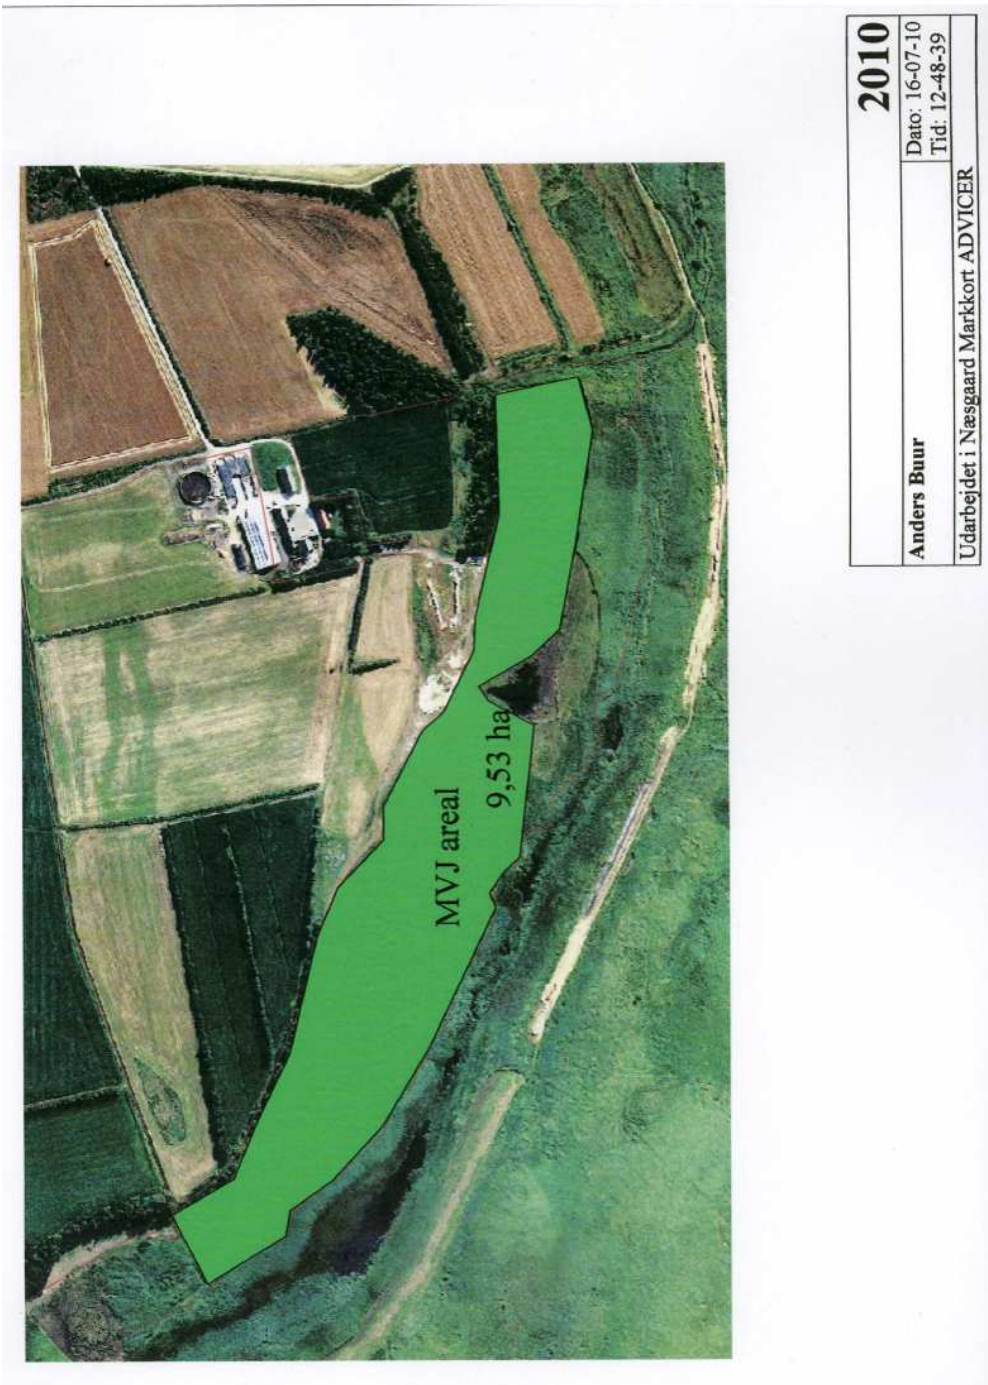 2010
Anders Buur
Dato: 16-07-10
Tid: 12-48-39
Udarbejdet i Næsgaard Markkort ADVICER
MVJ areal
9,53 ha